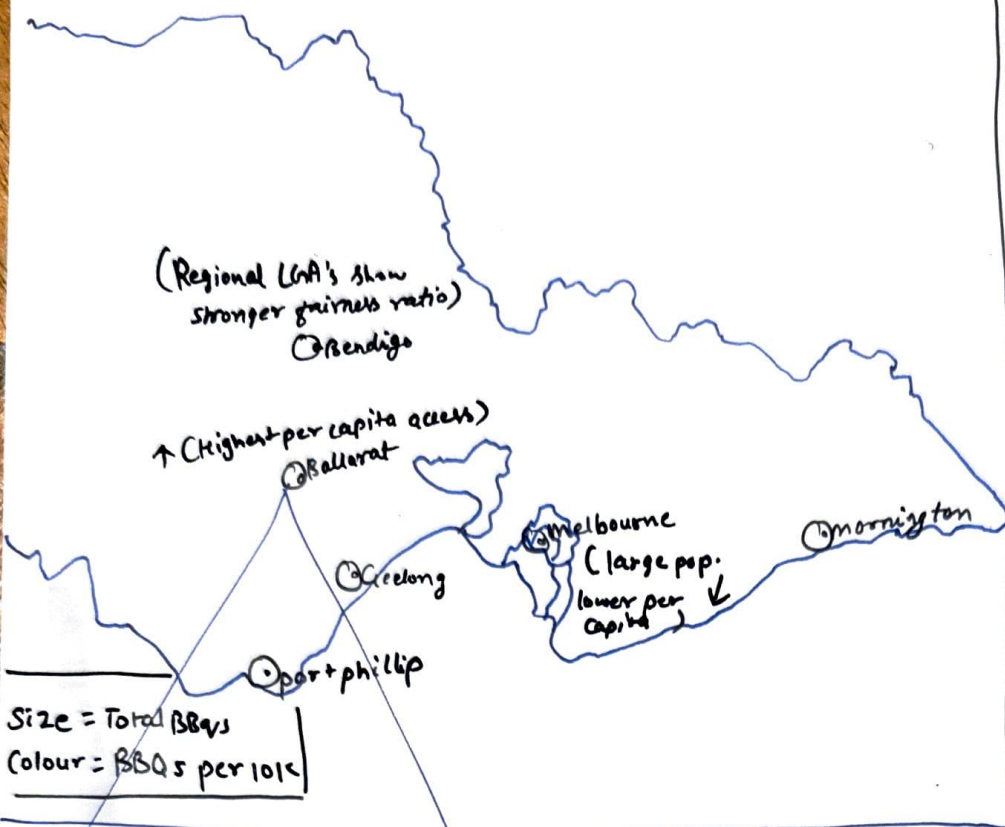 (Regional LGA's show
stronger fairness ratio)
Bendigo
↑ (Highest per capita access)
Ballarat
Melbourne
(large pop.
lower per
capita)
mornington
Geelong
port phillip
Size = Total BBQs
Colour = BBQs per 10K